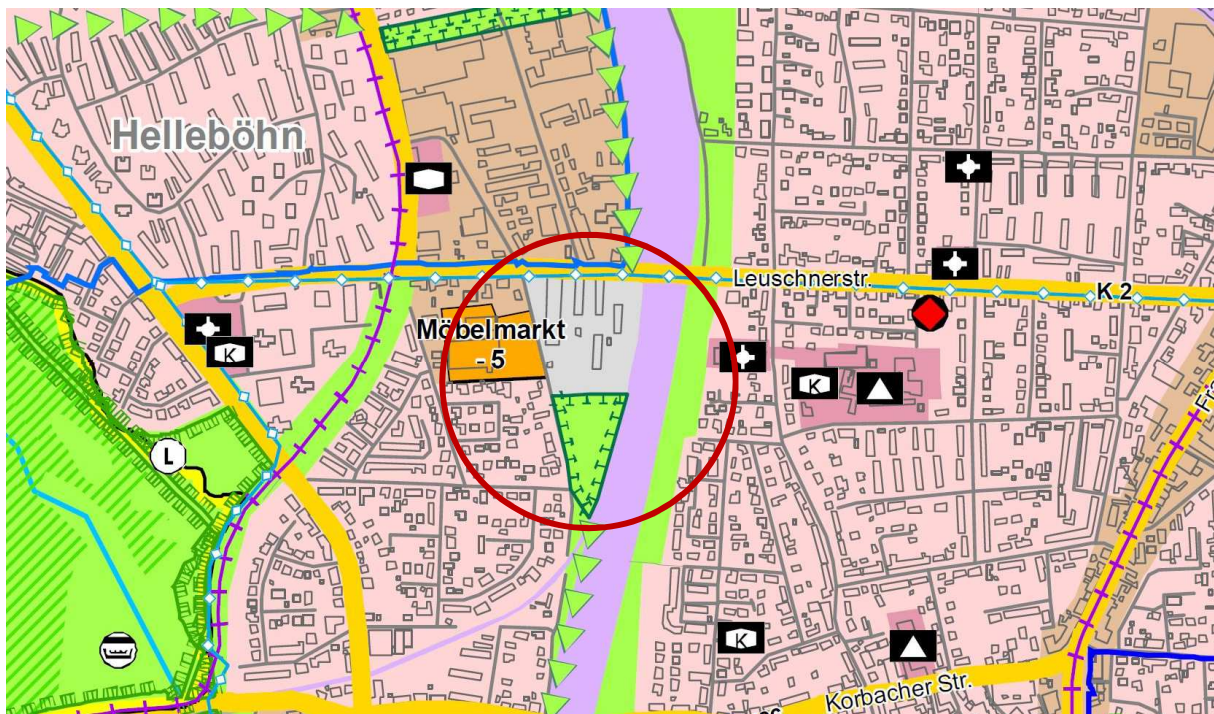 Helleböhn
Leuschnerstr.
K 2
Möbelmarkt
- 5
K
K
L
K
Korbacher Str.